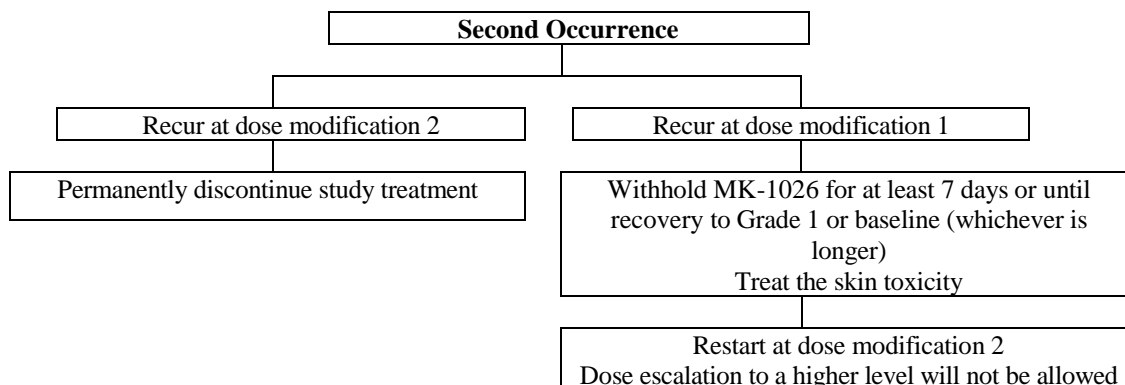 Second Occurrence
Recur at dose modification 2
Recur at dose modification 1
Permanently discontinue study treatment
Withhold MK-1026 for at least 7 days or until
recovery to Grade 1 or baseline (whichever is
longer)
Treat the skin toxicity
Restart at dose modification 2
Dose escalation to a higher level will not be allowed